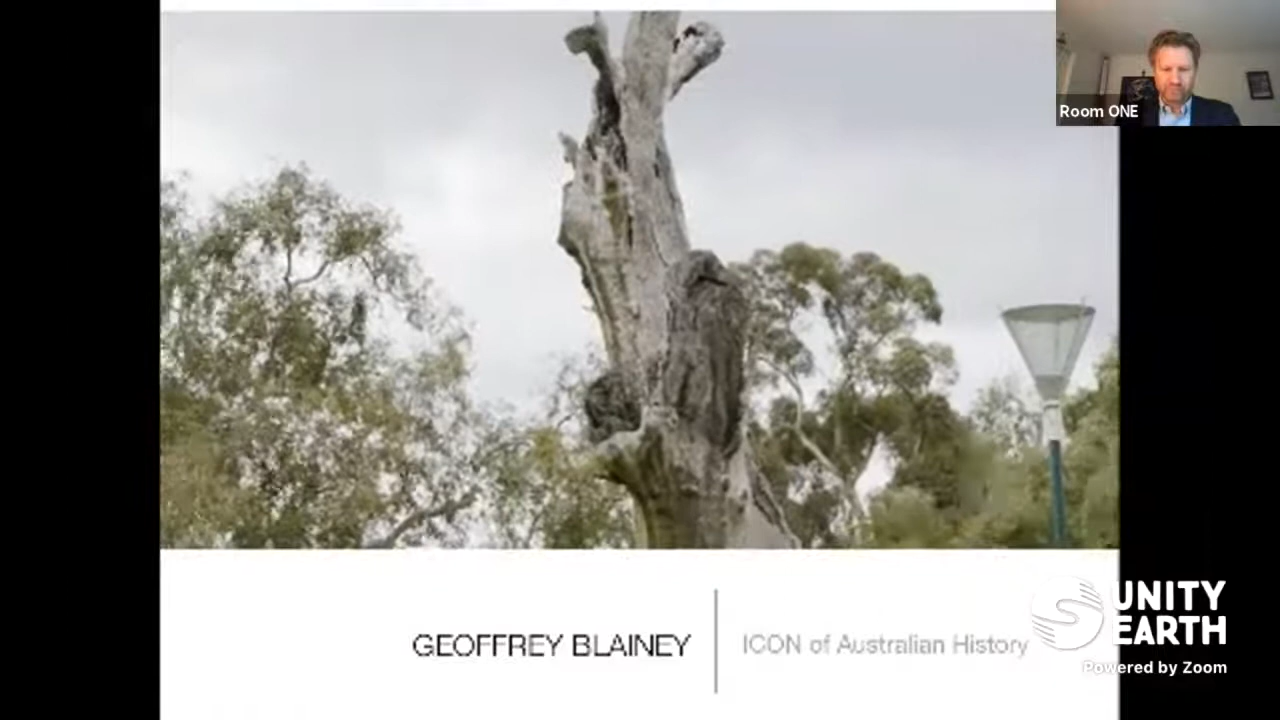 Room ONE
GEOFFREY BLAINEY
ICON of Australian History
UNITY
EARTH
Powered by Zoom